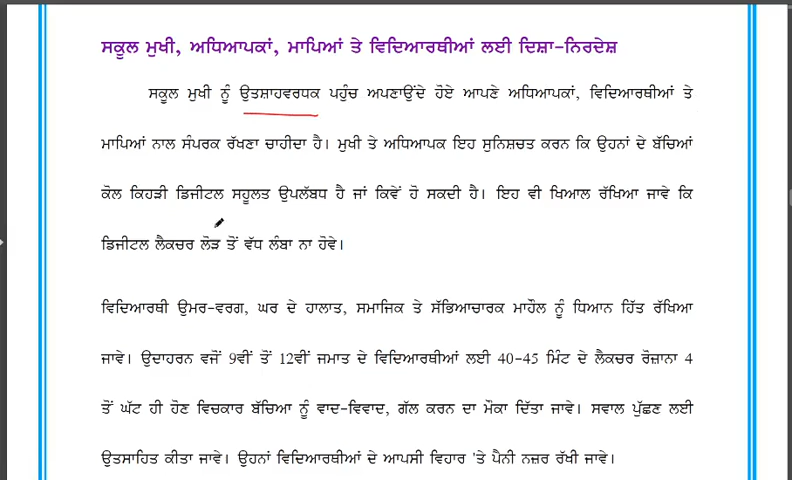 ਸਕੂਲ ਮੁਖੀ, ਅਧਿਆਪਕਾਂ, ਮਾਪਿਆਂ ਤੇ ਵਿਦਿਆਰਥੀਆਂ ਲਈ ਦਿਸ਼ਾ-ਨਿਰਦੇਸ਼
ਸਕੂਲ ਮੁਖੀ ਨੂੰ ਉਤਸ਼ਾਹਵਰਧਕ ਪਹੁੰਚ ਅਪਣਾਉਂਦੇ ਹੋਏ ਆਪਣੇ ਅਧਿਆਪਕਾਂ, ਵਿਦਿਆਰਥੀਆਂ ਤੇ
ਮਾਪਿਆਂ ਨਾਲ ਸੰਪਰਕ ਰੱਖਣਾ ਚਾਹੀਦਾ ਹੈ। ਮੁਖੀ ਤੇ ਅਧਿਆਪਕ ਇਹ ਸੁਨਿਸ਼ਚਤ ਕਰਨ ਕਿ ਉਹਨਾਂ ਦੇ ਬੱਚਿਆਂ
ਕੋਲ ਕਿਹੜੀ ਡਿਜੀਟਲ ਸਹੂਲਤ ਉਪਲੱਬਧ ਹੈ ਜਾਂ ਕਿਵੇਂ ਹੋ ਸਕਦੀ ਹੈ। ਇਹ ਵੀ ਖਿਆਲ ਰੱਖਿਆ ਜਾਵੇ ਕਿ
ਡਿਜੀਟਲ ਲੈਕਚਰ ਲੋੜ ਤੋਂ ਵੱਧ ਲੰਬਾ ਨਾ ਹੋਵੇ।
ਵਿਦਿਆਰਥੀ ਉਮਰ-ਵਰਗ, ਘਰ ਦੇ ਹਾਲਾਤ, ਸਮਾਜਿਕ ਤੇ ਸੱਭਿਆਚਾਰਕ ਮਾਹੌਲ ਨੂੰ ਧਿਆਨ ਹਿੱਤ ਰੱਖਿਆ
ਜਾਵੇ। ਉਦਾਹਰਨ ਵਜੋਂ 9ਵੀਂ ਤੋਂ 12ਵੀਂ ਜਮਾਤ ਦੇ ਵਿਦਿਆਰਥੀਆਂ ਲਈ 40-45 ਮਿੰਟ ਦੇ ਲੈਕਚਰ ਰੋਜ਼ਾਨਾ 4
ਤੋਂ ਘੱਟ ਹੀ ਹੋਣ ਵਿਚਕਾਰ ਬੱਚਿਆ ਨੂੰ ਵਾਦ-ਵਿਵਾਦ, ਗੱਲ ਕਰਨ ਦਾ ਮੌਕਾ ਦਿੱਤਾ ਜਾਵੇ। ਸਵਾਲ ਪੁੱਛਣ ਲਈ
ਉਤਸਾਹਿਤ ਕੀਤਾ ਜਾਵੇ। ਉਹਨਾਂ ਵਿਦਿਆਰਥੀਆਂ ਦੇ ਆਪਸੀ ਵਿਹਾਰ 'ਤੇ ਪੈਨੀ ਨਜ਼ਰ ਰੱਖੀ ਜਾਵੇ।